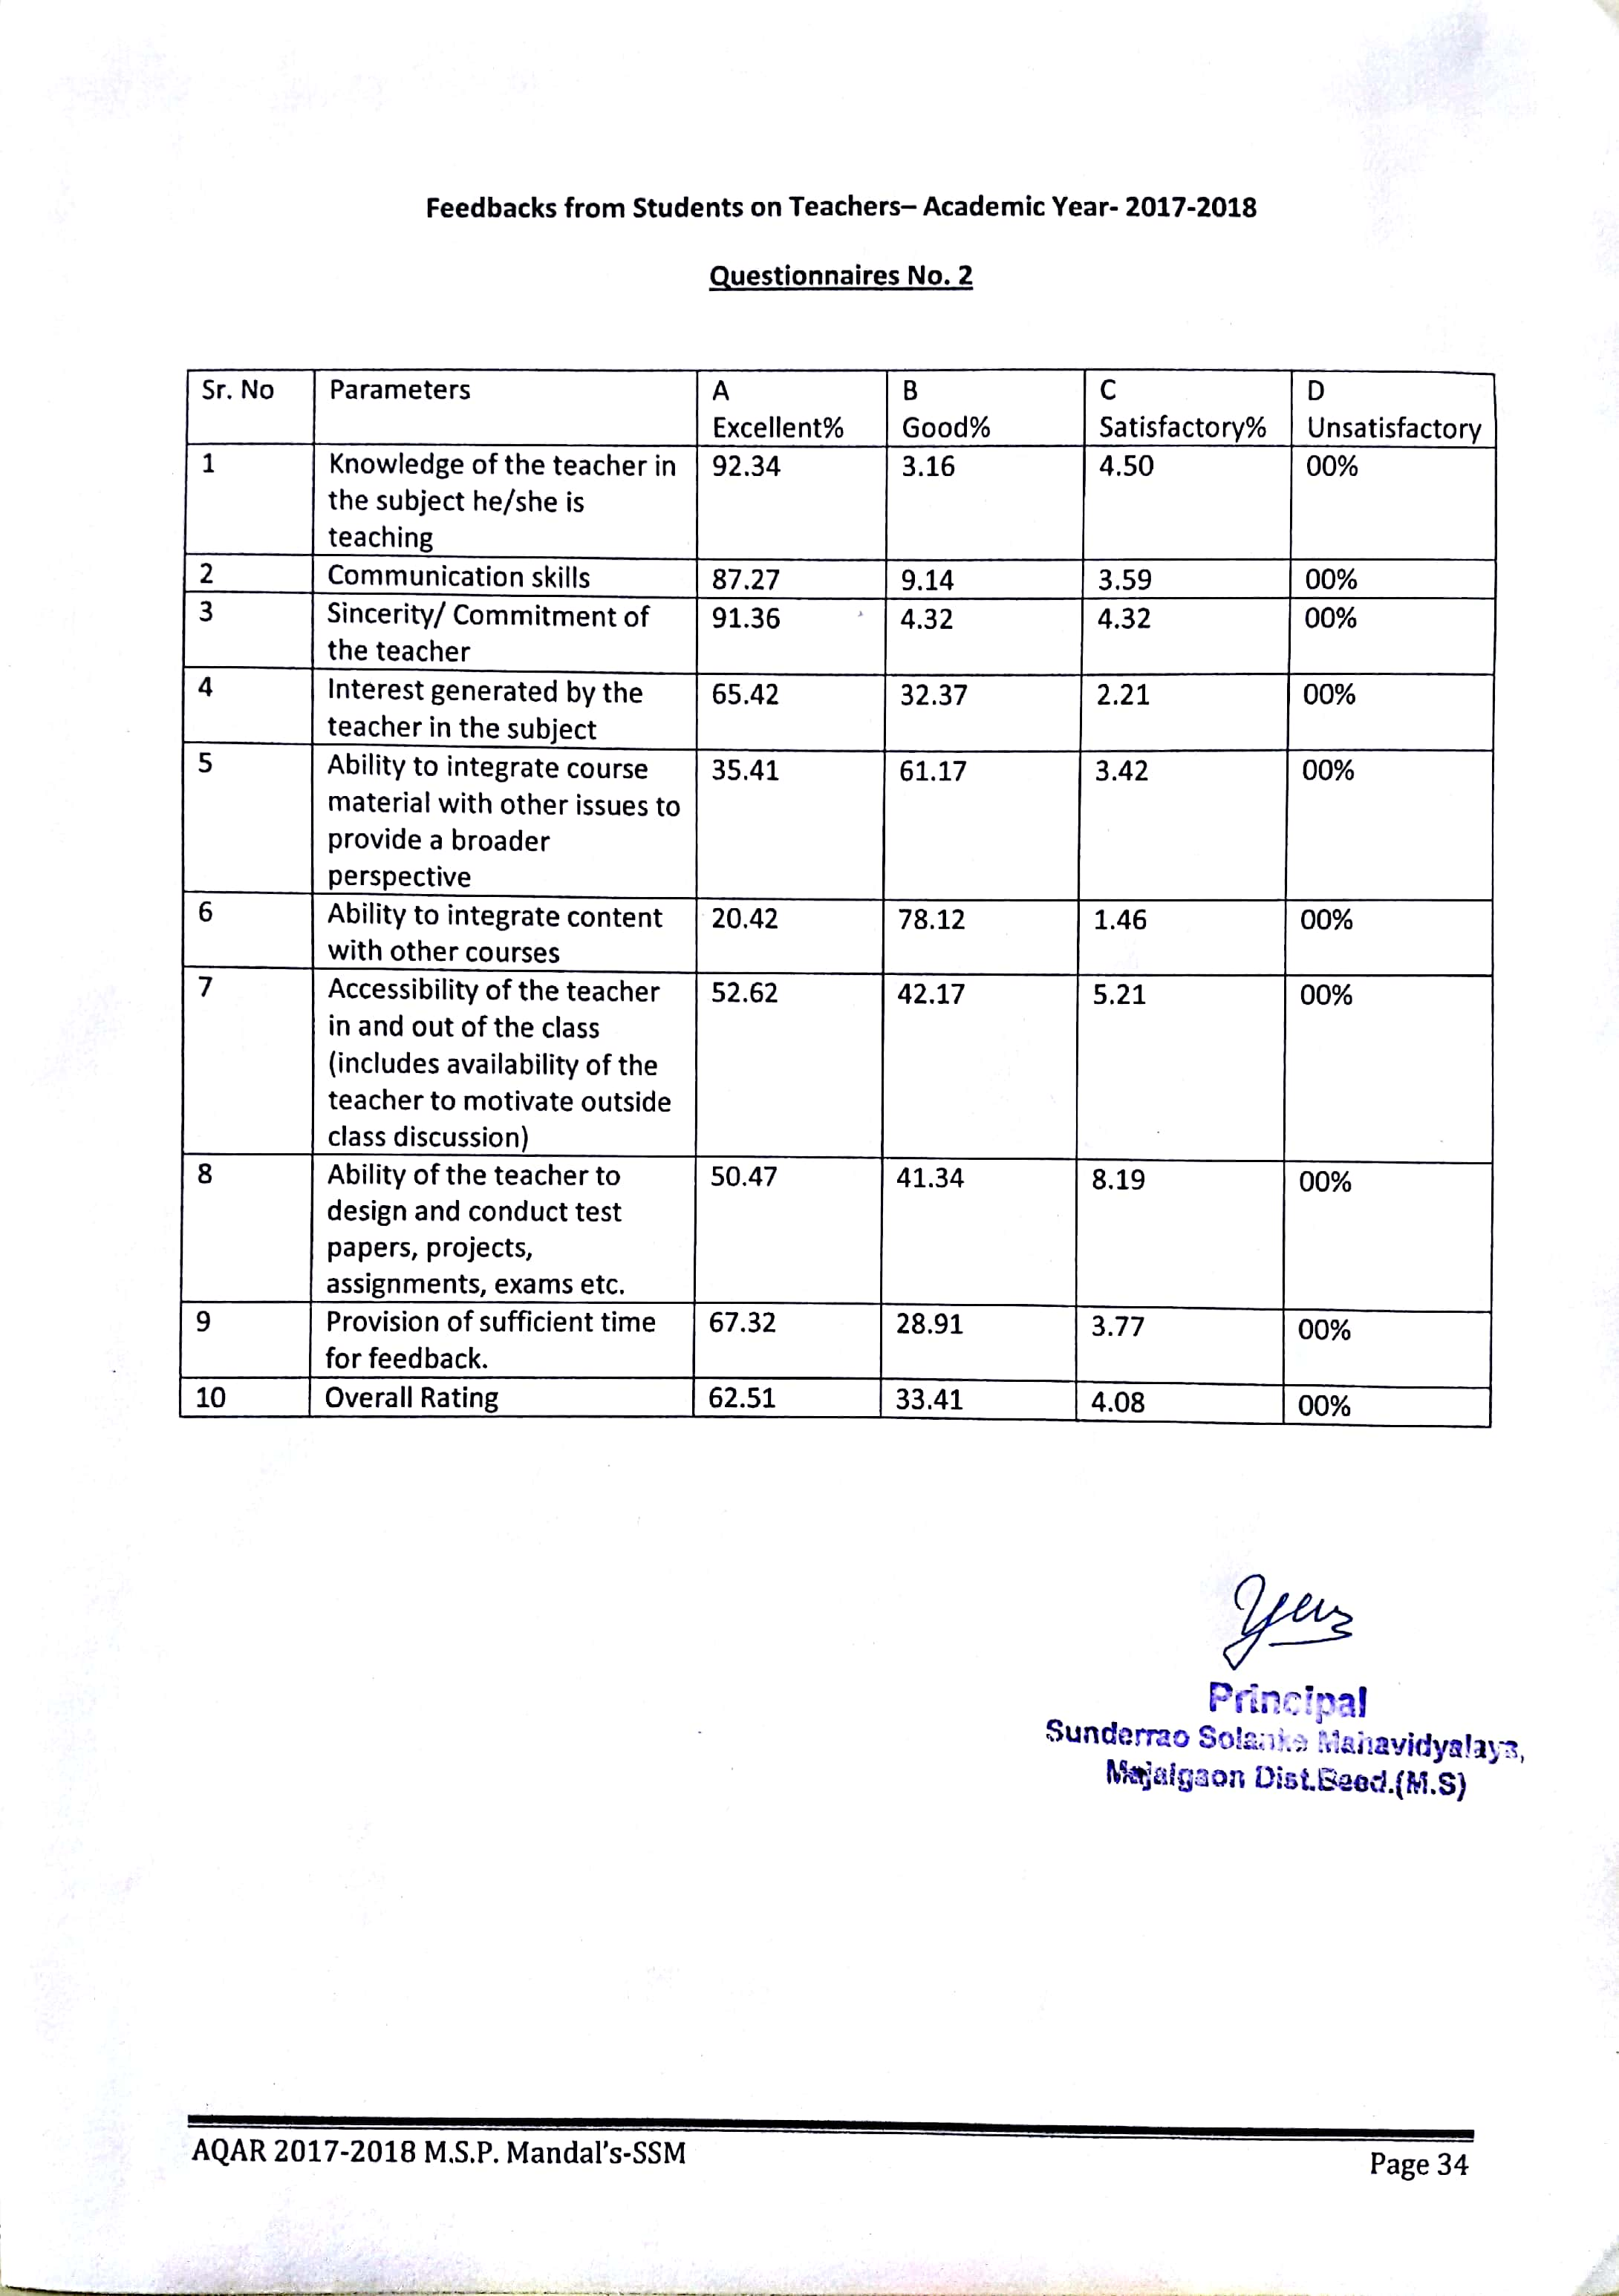 Feedbacks from Students on Teachers– Academic Year- 2017-2018
Questionnaires No. 2
Sr. No Parameters A Excellent% B Good% C Satisfactory% D Unsatisfactory
1 Knowledge of the teacher in 92.34 3.16 4.50 00%
the subject he/she is
teaching
2 Communication skills 87.27 9.14 3.59 00%
3 Sincerity/ Commitment of 91.36 4.32 4.32 00%
the teacher
4 Interest generated by the 65.42 32.37 2.21 00%
teacher in the subject
5 Ability to integrate course 35.41 61.17 3.42 00%
material with other issues to
provide a broader
perspective
6 Ability to integrate content 20.42 78.12 1.46 00%
with other courses
7 Accessibility of the teacher 52.62 42.17 5.21 00%
in and out of the class
(includes availability of the
teacher to motivate outside
class discussion)
8 Ability of the teacher to 50.47 41.34 8.19 00%
design and conduct test
papers, projects,
assignments, exams etc.
9 Provision of sufficient time 67.32 28.91 3.77 00%
for feedback.
10 Overall Rating 62.51 33.41 4.08 00%
Principal
Sunderrao Solanke Mahavidyalaya,
Majalgaon Dist.Beed.(M.S)
AQAR 2017-2018 M.S.P. Mandal's-SSM
Page 34